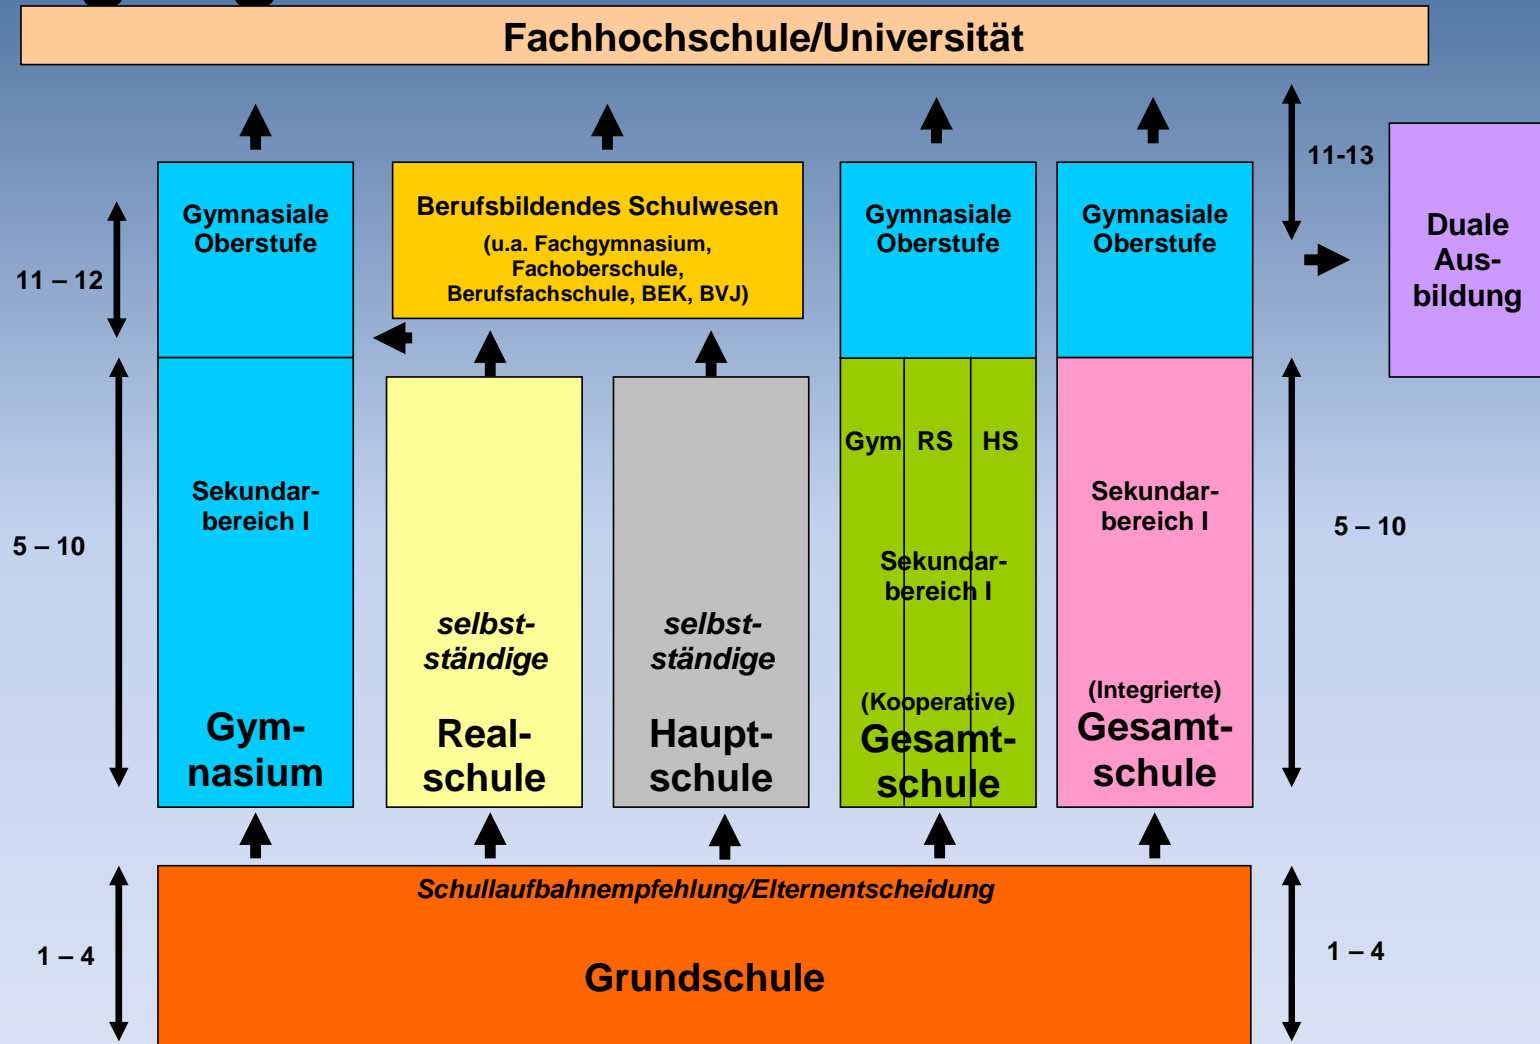 Fachhochschule/Universität
11-13
Gymnasiale
Oberstufe
Berufsbildendes Schulwesen
(u.a. Fachgymnasium,
Fachoberschule,
Berufsfachschule, BEK, BVJ)
Gymnasiale
Oberstufe
Gymnasiale
Oberstufe
Duale
Aus-
bildung
11 – 12
Gym
RS
HS
Sekundar-
bereich I
Sekundar-
bereich I
Sekundar-
bereich I
5 – 10
5 – 10
selbst-
ständige
selbst-
ständige
Gym-
nasium
Real-
schule
Haupt-
schule
(Kooperative)
Gesamt-
schule
(Integrierte)
Gesamt-
schule
Schullaufbahnempfehlung/Elternentscheidung
1 – 4
Grundschule
1 – 4